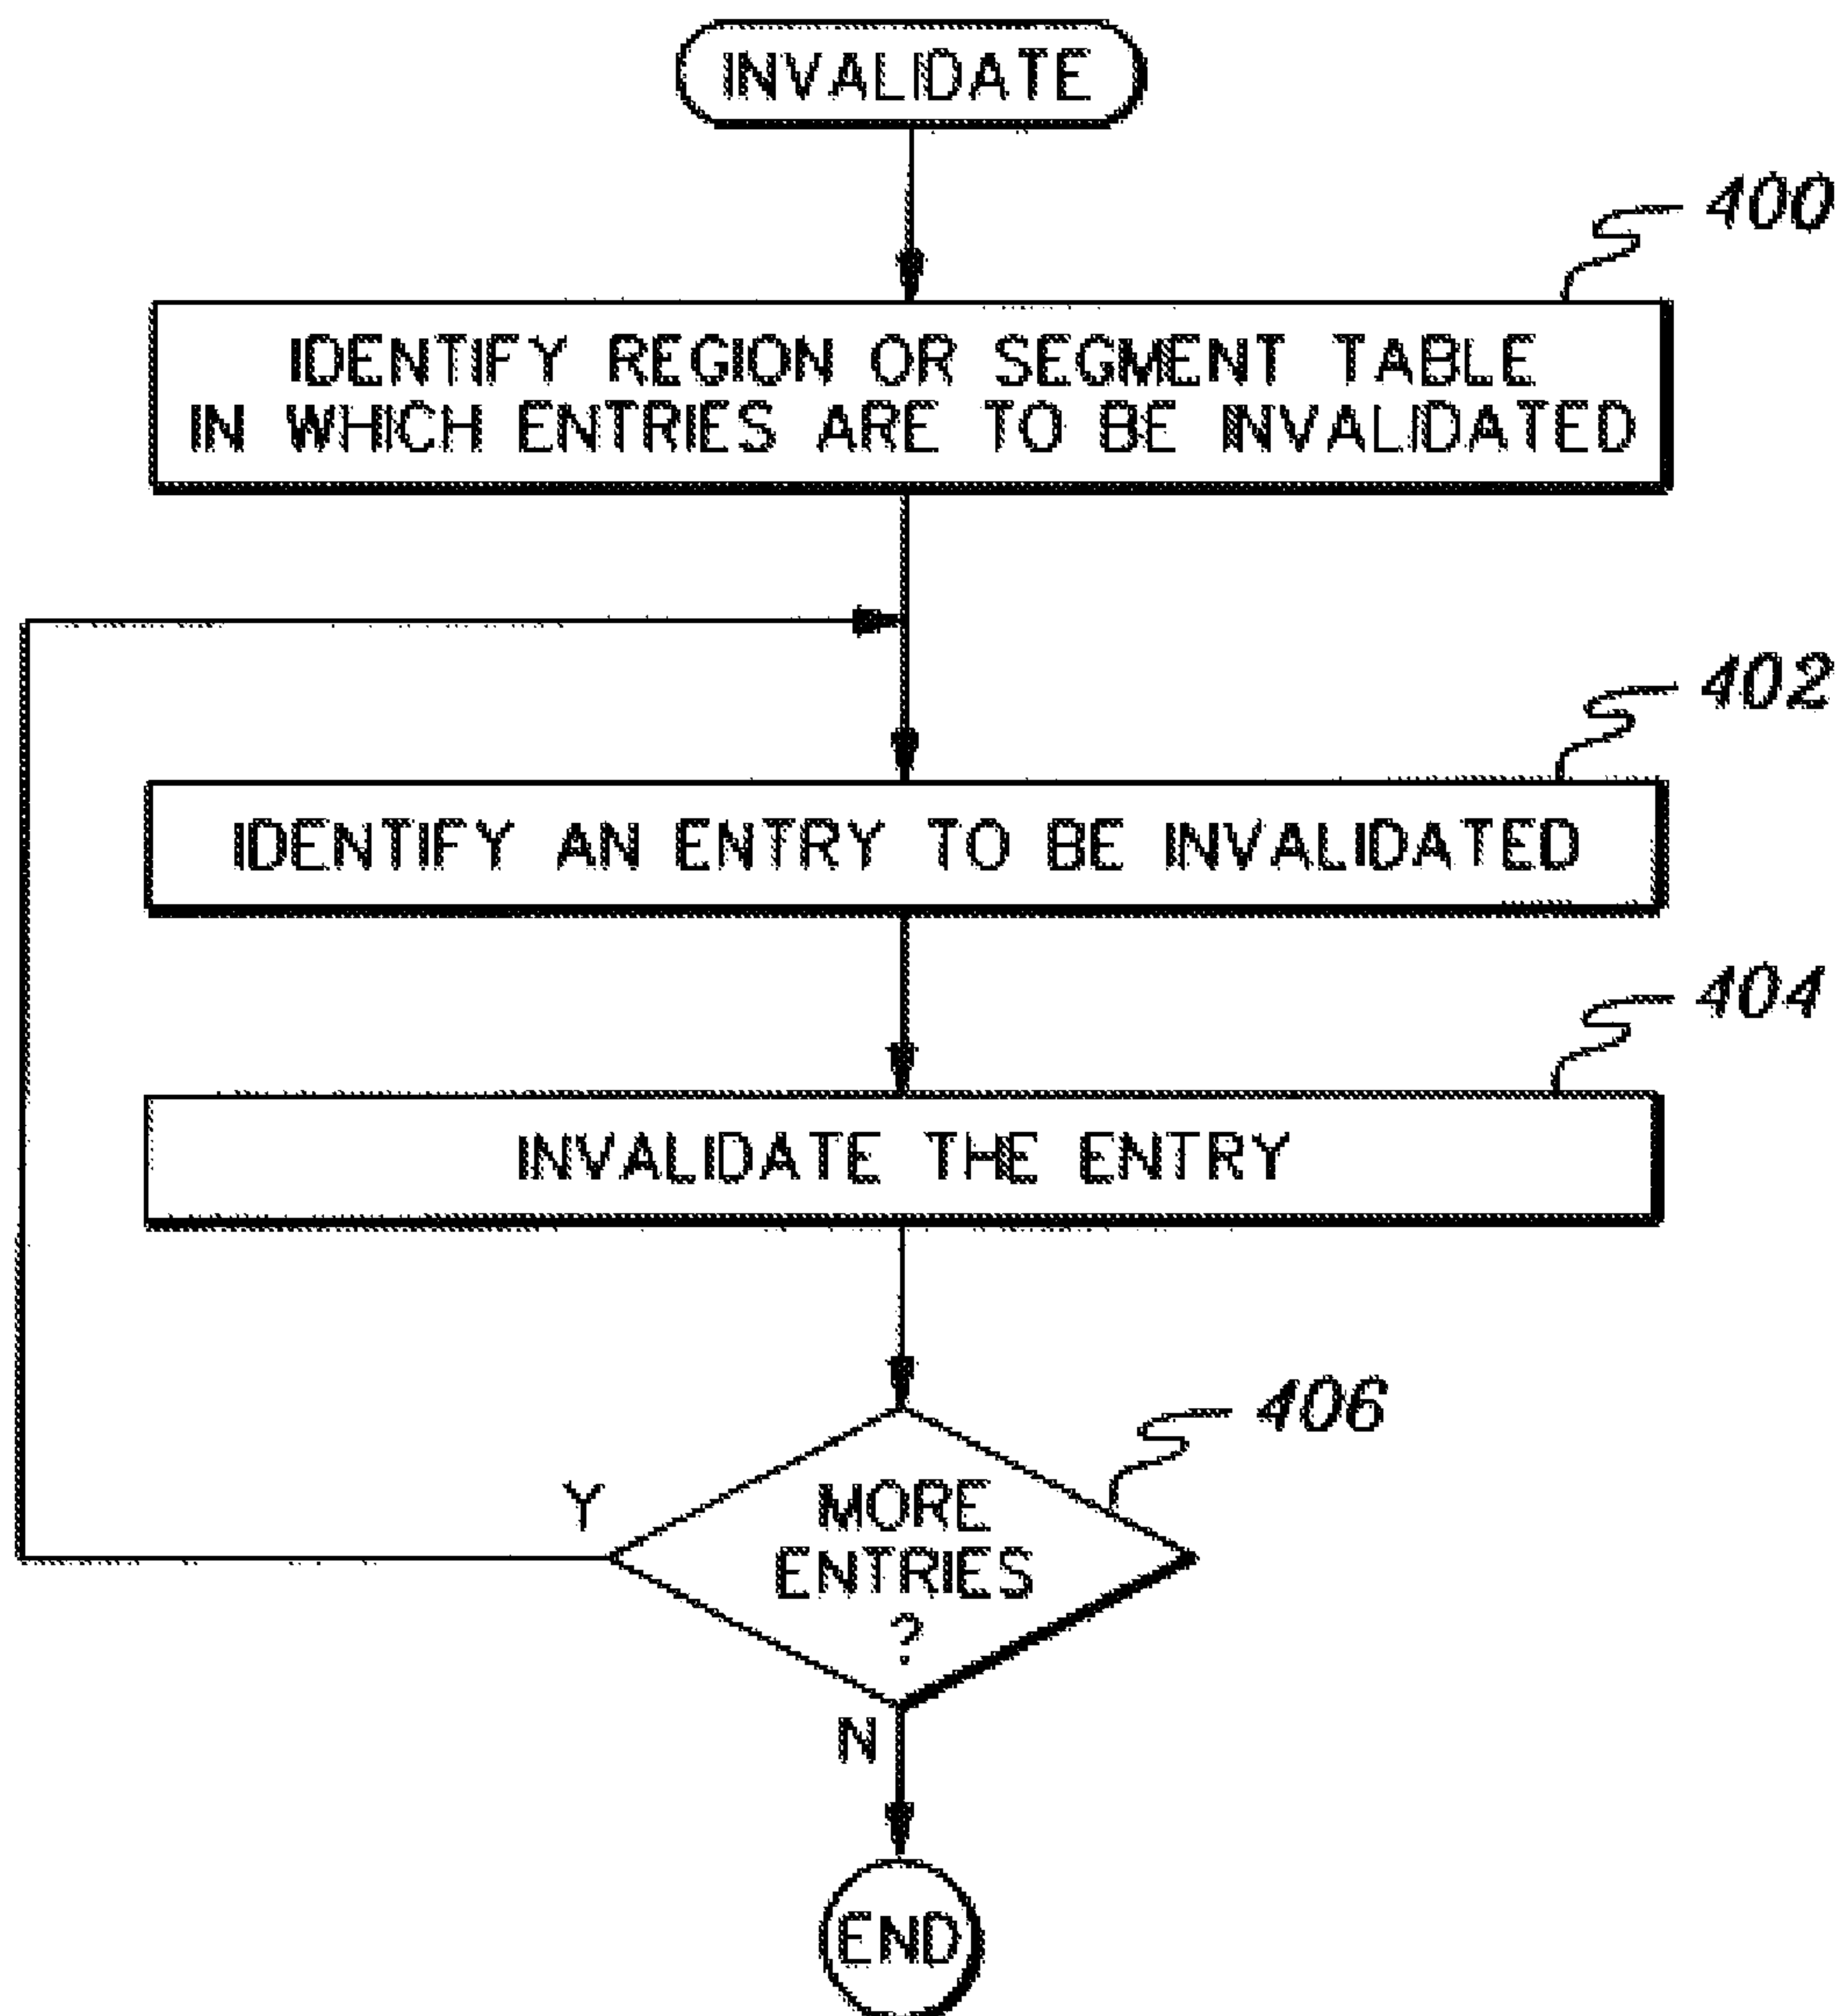 INVALIDATE
400
IDENTIFY REGION OR SEGMENT TABLE
IN WHICH ENTRIES ARE TO BE INVALIDATED
402
IDENTIFY AN ENTRY TO BE INVALIDATED
404
INVALIDATE THE ENTRY
406
Y
MORE
ENTRIES
?
N
END